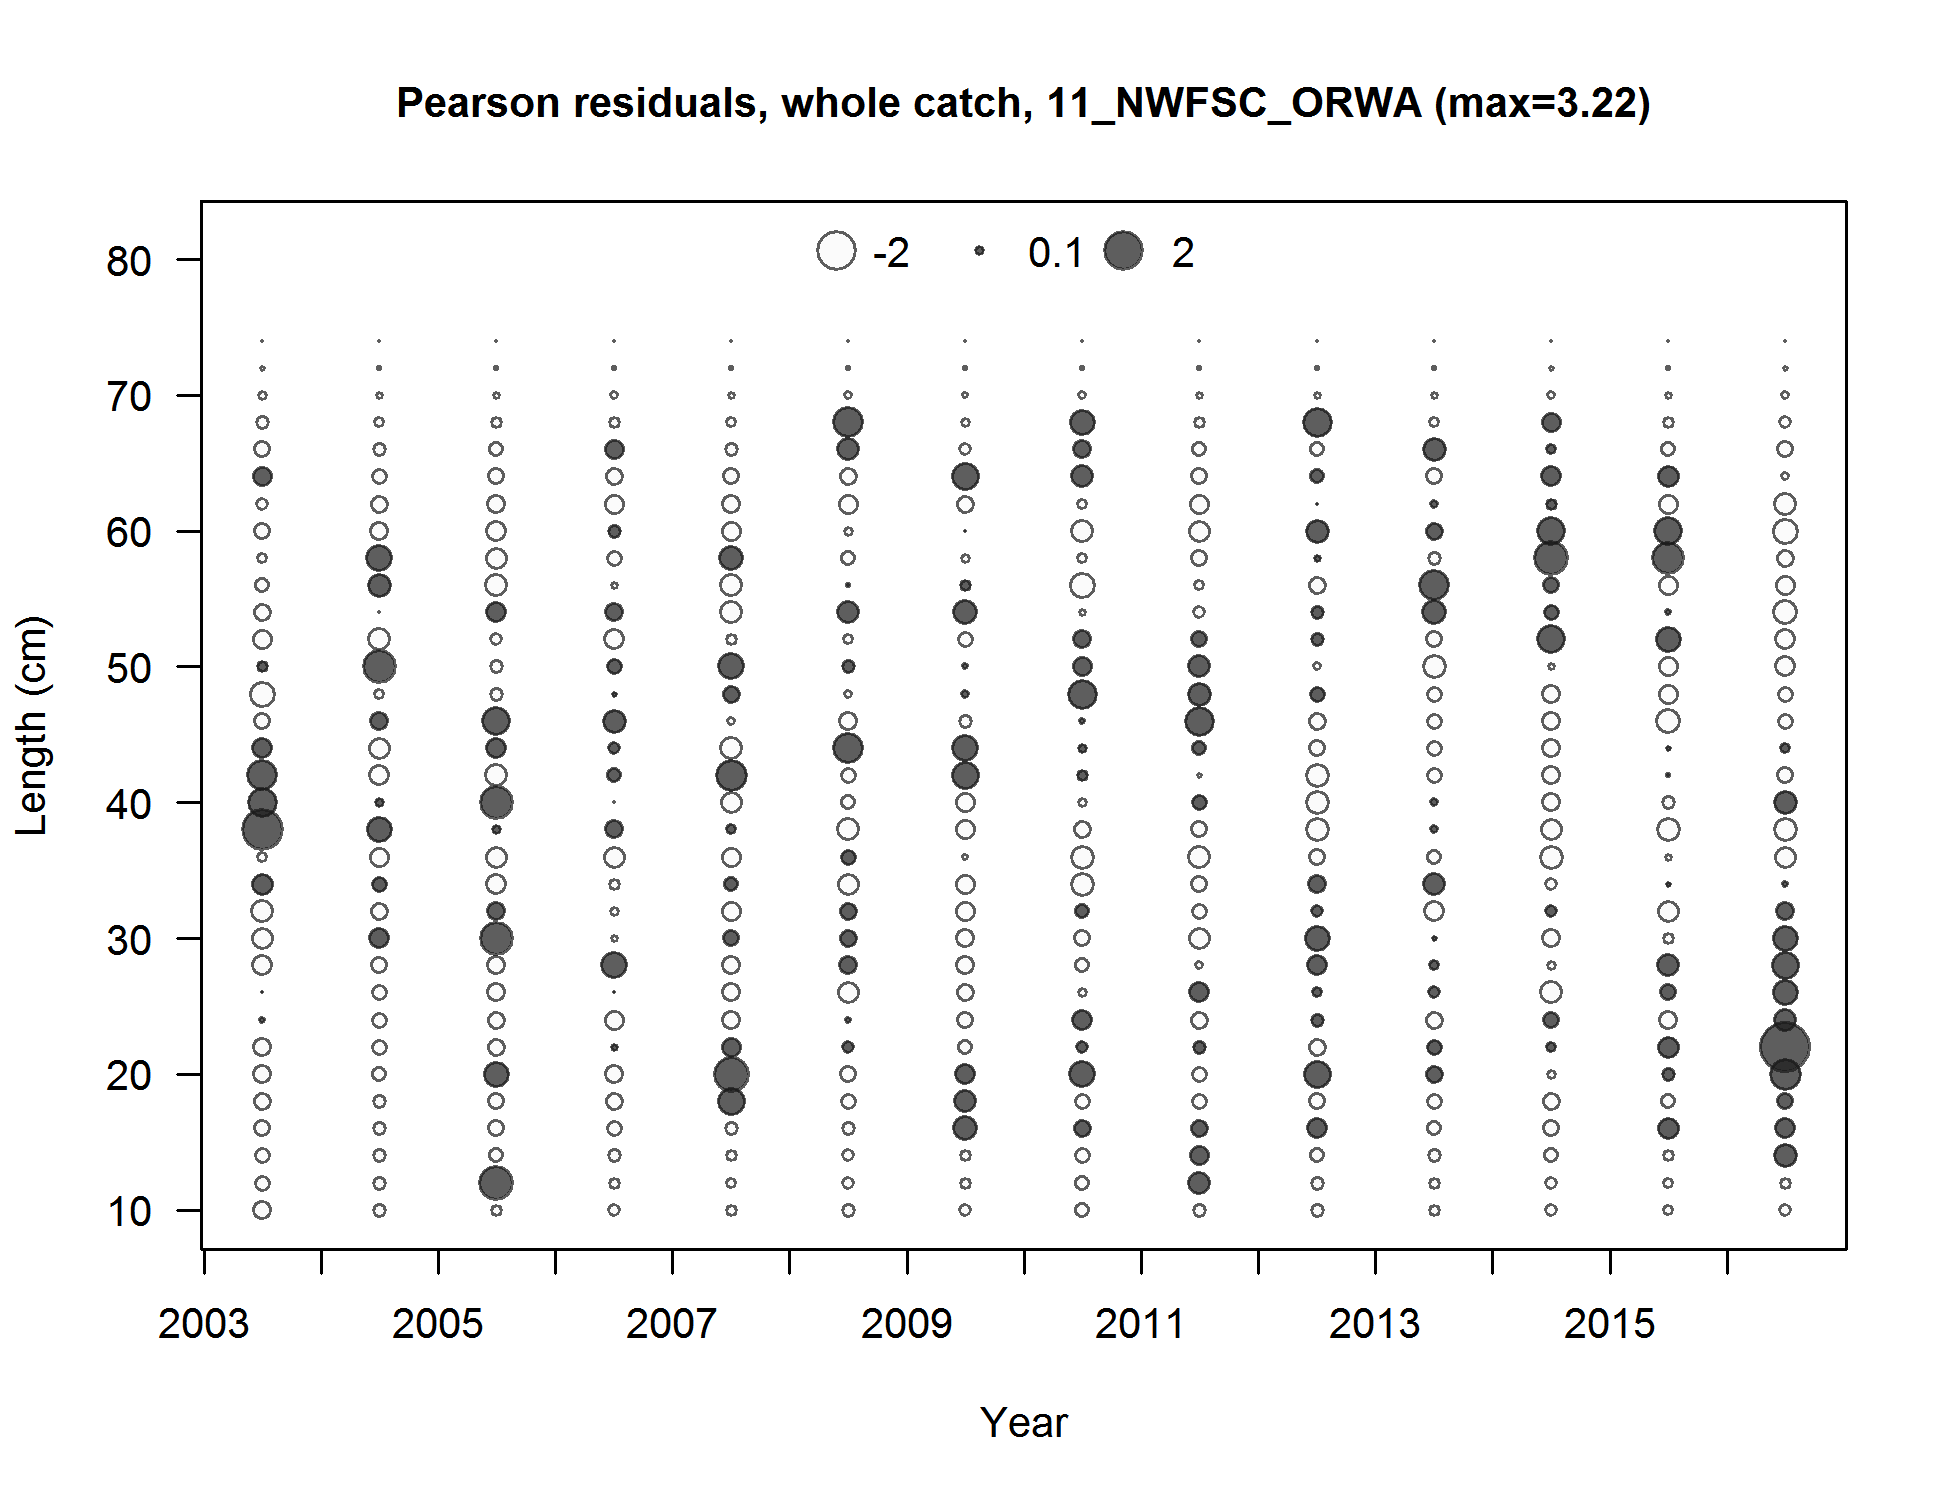 Pearson residuals, whole catch, 11_NWFSC_ORWA (max=3.22)
-2 0.1 2
80
70
60
50
40
30
20
10
Length (cm)
2003 2005 2007 2009 2011 2013 2015
Year